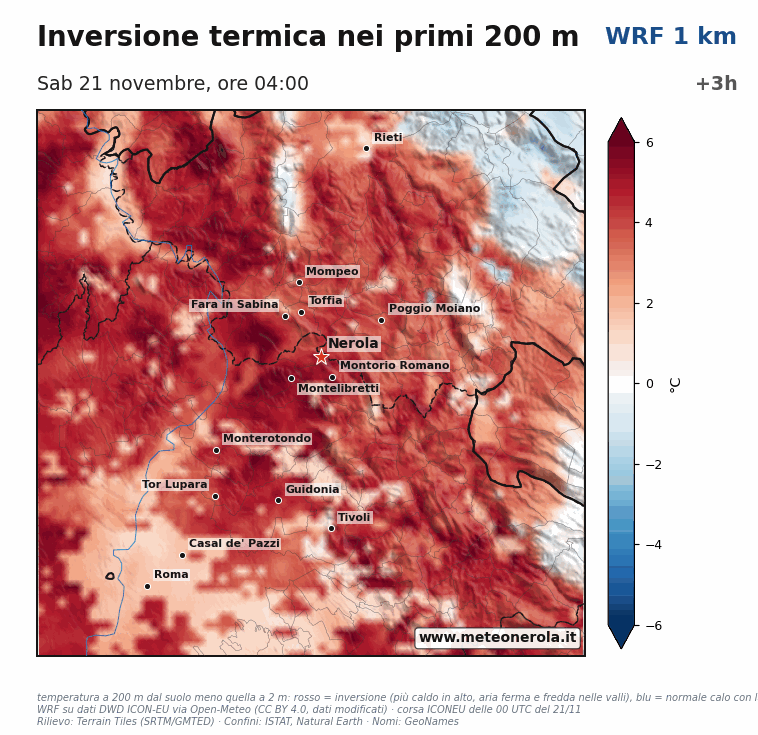 Inversione termica nei primi 200 m
WRF 1 km
Sab 21 novembre, ore 04:00
+3h
Rieti
Mompeo
Fara in Sabina
Toffia
Poggio Moiano
Nerola
Montorio Romano
Montelibretti
Monterotondo
Tor Lupara
Guidonia
Tivoli
Casal de' Pazzi
Roma
www.meteonerola.it
6
4
2
0
−2
−4
−6
°C
temperatura a 200 m dal suolo meno quella a 2 m: rosso = inversione (più caldo in alto, aria ferma e fredda nelle valli), blu = normale calo con l
WRF su dati DWD ICON-EU via Open-Meteo (CC BY 4.0, dati modificati) · corsa ICONEU delle 00 UTC del 21/11
Rilievo: Terrain Tiles (SRTM/GMTED) · Confini: ISTAT, Natural Earth · Nomi: GeoNames